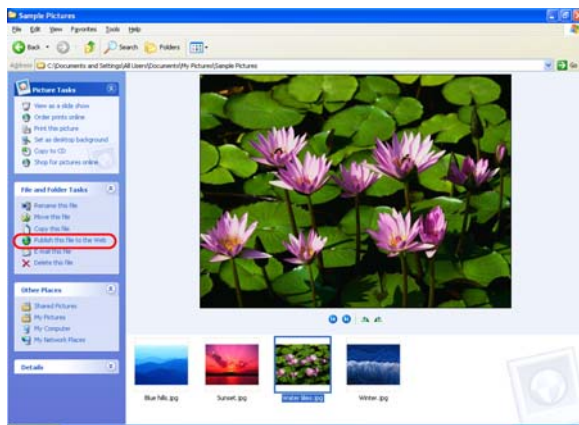 Sample Pictures
File Edit View Favorites Tools Help
Back Search Folders
Address C:\Documents and Settings\All Users\Documents\My Pictures\Sample Pictures Go
Picture Tasks
View as a slide show
Order prints online
Print this picture
Set as desktop background
Copy to CD
Shop for pictures online
File and Folder Tasks
Rename this file
Move this file
Copy this file
Publish this file to the Web
E-mail this file
Delete this file
Other Places
Shared Pictures
My Pictures
My Computer
My Network Places
Details
Blue hills.jpg Sunset.jpg Water lilies.jpg Winter.jpg